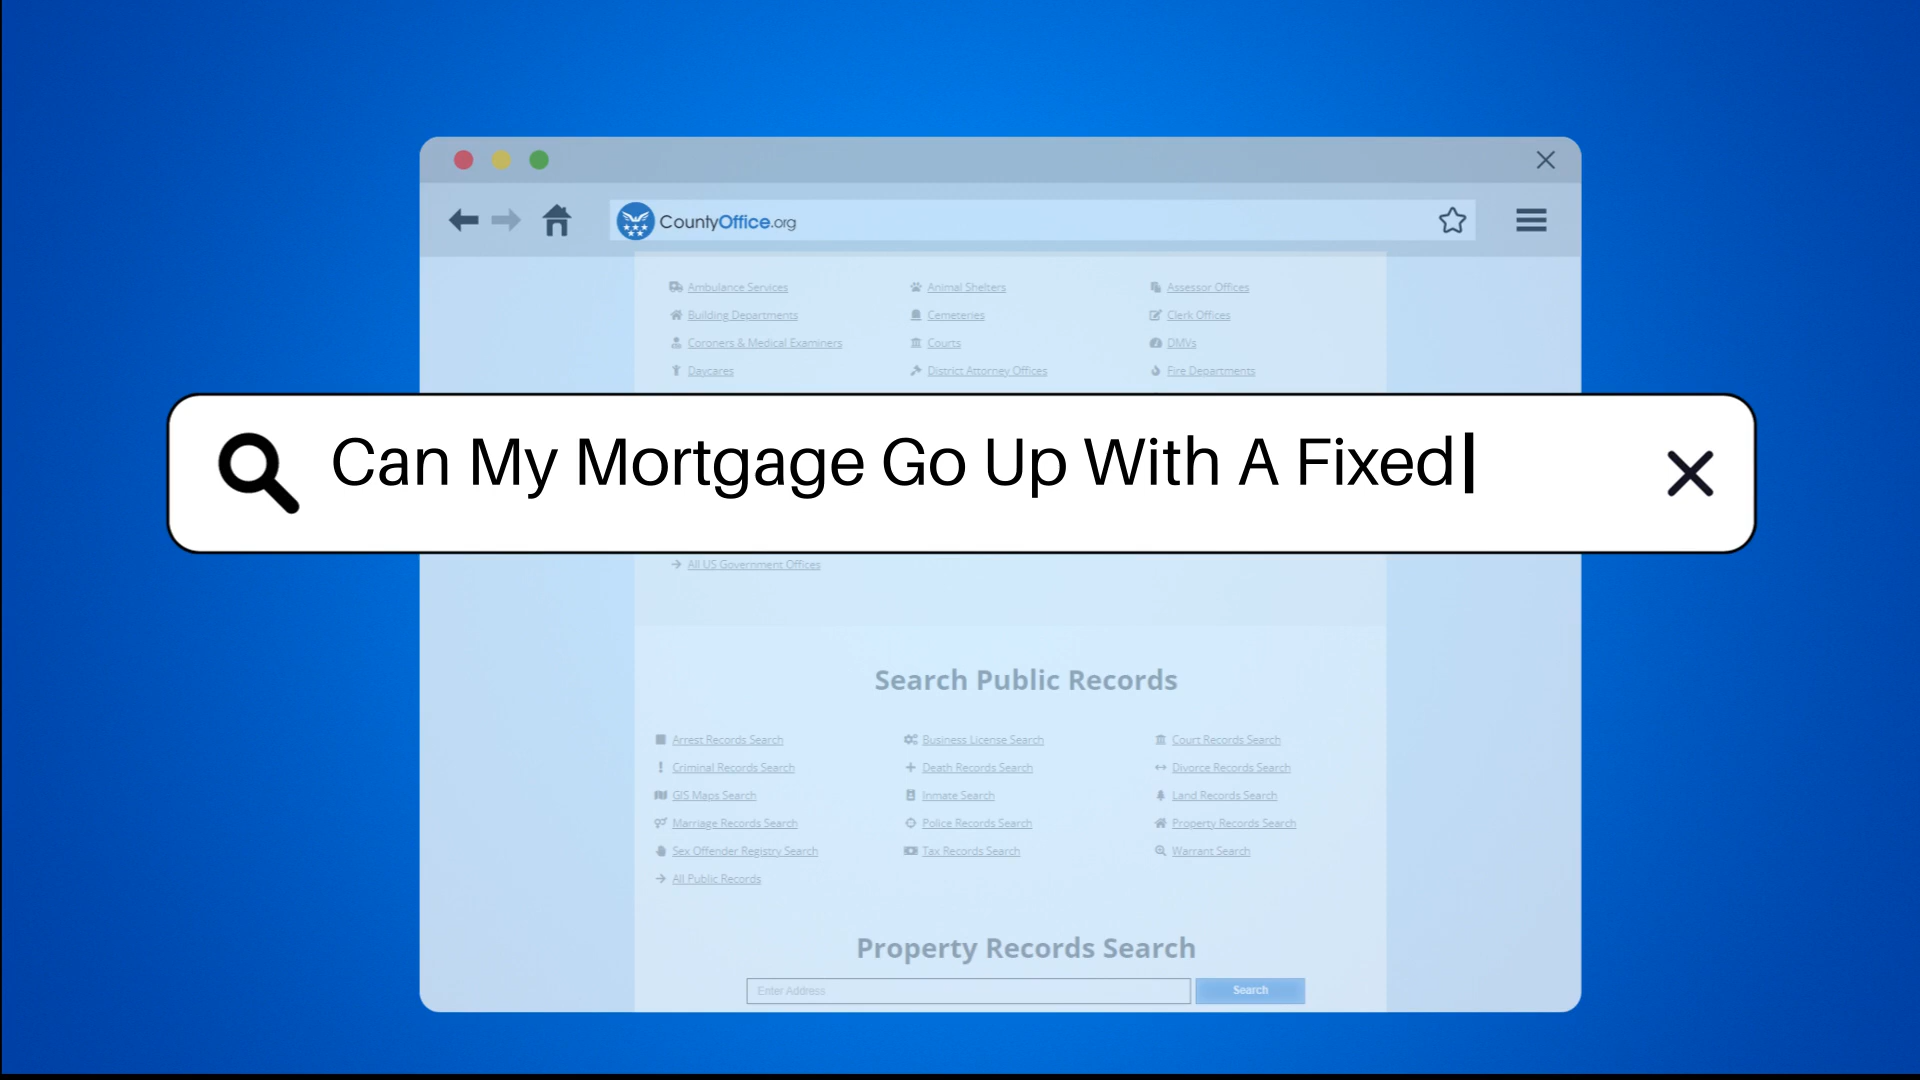 CountyOffice.org
Ambulance Services Animal Shelters Assessor Offices
Building Departments Cemeteries Clerk Offices
Coroners & Medical Examiners Courts DMVs
Daycares District Attorney Offices Fire Departments
Can My Mortgage Go Up With A Fixed
All US Government Offices
Search Public Records
Arrest Records Search Business License Search Court Records Search
Criminal Records Search Death Records Search Divorce Records Search
GIS Maps Search Inmate Search Land Records Search
Marriage Records Search Police Records Search Property Records Search
Sex Offender Registry Search Tax Records Search Warrant Search
All Public Records
Property Records Search
Enter Address Search